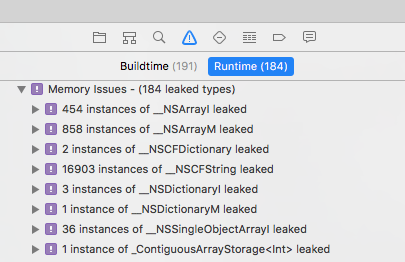 Buildtime (191) Runtime (184)
Memory Issues - (184 leaked types)
454 instances of __NSArrayI leaked
858 instances of __NSArrayM leaked
2 instances of __NSCFDictionary leaked
16903 instances of __NSCFString leaked
3 instances of __NSDictionaryI leaked
1 instance of __NSDictionaryM leaked
36 instances of __NSSingleObjectArrayI leaked
1 instance of _ContiguousArrayStorage<Int> leaked